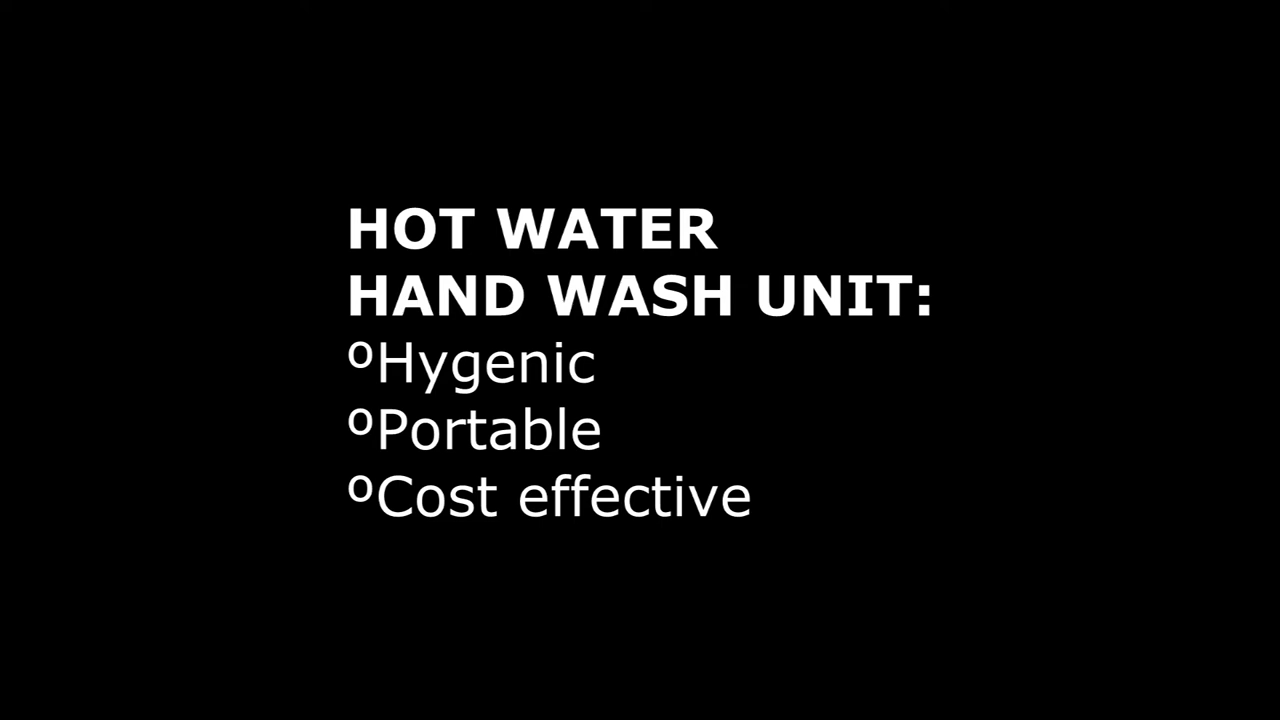 HOT WATER
HAND WASH UNIT:
ºHygenic
ºPortable
ºCost effective